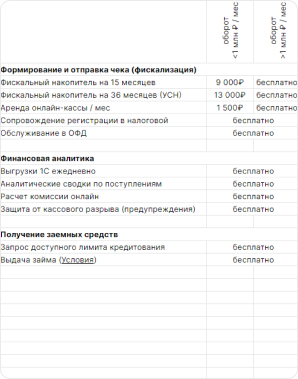 оборот
<1 млн ₽ / мес
оборот
>1 млн ₽ / мес
Формирование и отправка чека (фискализация)
Фискальный накопитель на 15 месяцев 9 000₽ бесплатно
Фискальный накопитель на 36 месяцев (УСН) 13 000₽ бесплатно
Аренда онлайн-кассы / мес 1 500₽ бесплатно
Сопровождение регистрации в налоговой бесплатно
Обслуживание в ОФД бесплатно
Финансовая аналитика
Выгрузки 1С ежедневно бесплатно
Аналитические сводки по поступлениям бесплатно
Расчет комиссии онлайн бесплатно
Защита от кассового разрыва (предупреждения) бесплатно
Получение заемных средств
Запрос доступного лимита кредитования бесплатно
Выдача займа (Условия) бесплатно